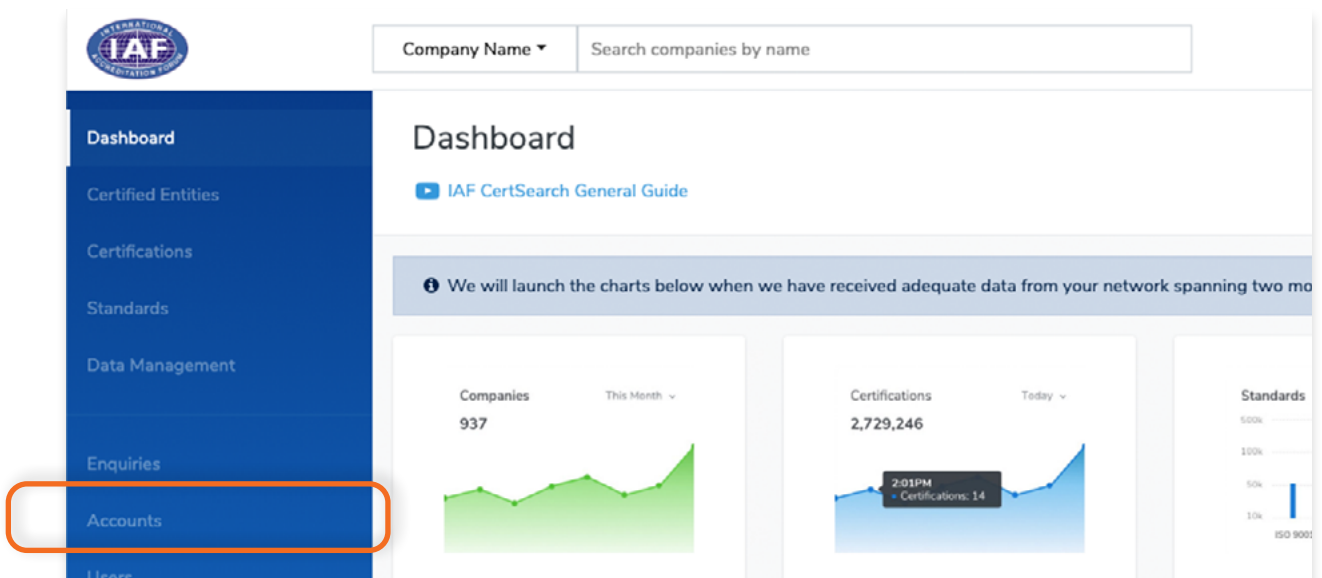 INTERNATIONAL
IAF
ACCREDITATION FORUM
Company Name
Search companies by name
Dashboard
Certified Entities
Certifications
Standards
Data Management
Enquiries
Accounts
Users
Dashboard
IAF CertSearch General Guide
We will launch the charts below when we have received adequate data from your network spanning two mo
Companies
This Month
937
Certifications
Today
2,729,246
2:01PM
Certifications: 14
Standards
500k
100k
50k
10k
ISO 9001